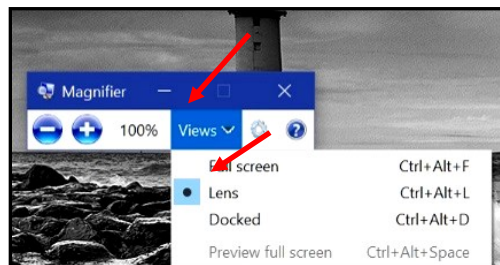 Magnifier
100% Views
Full screen Ctrl+Alt+F
Lens Ctrl+Alt+L
Docked Ctrl+Alt+D
Preview full screen Ctrl+Alt+Space